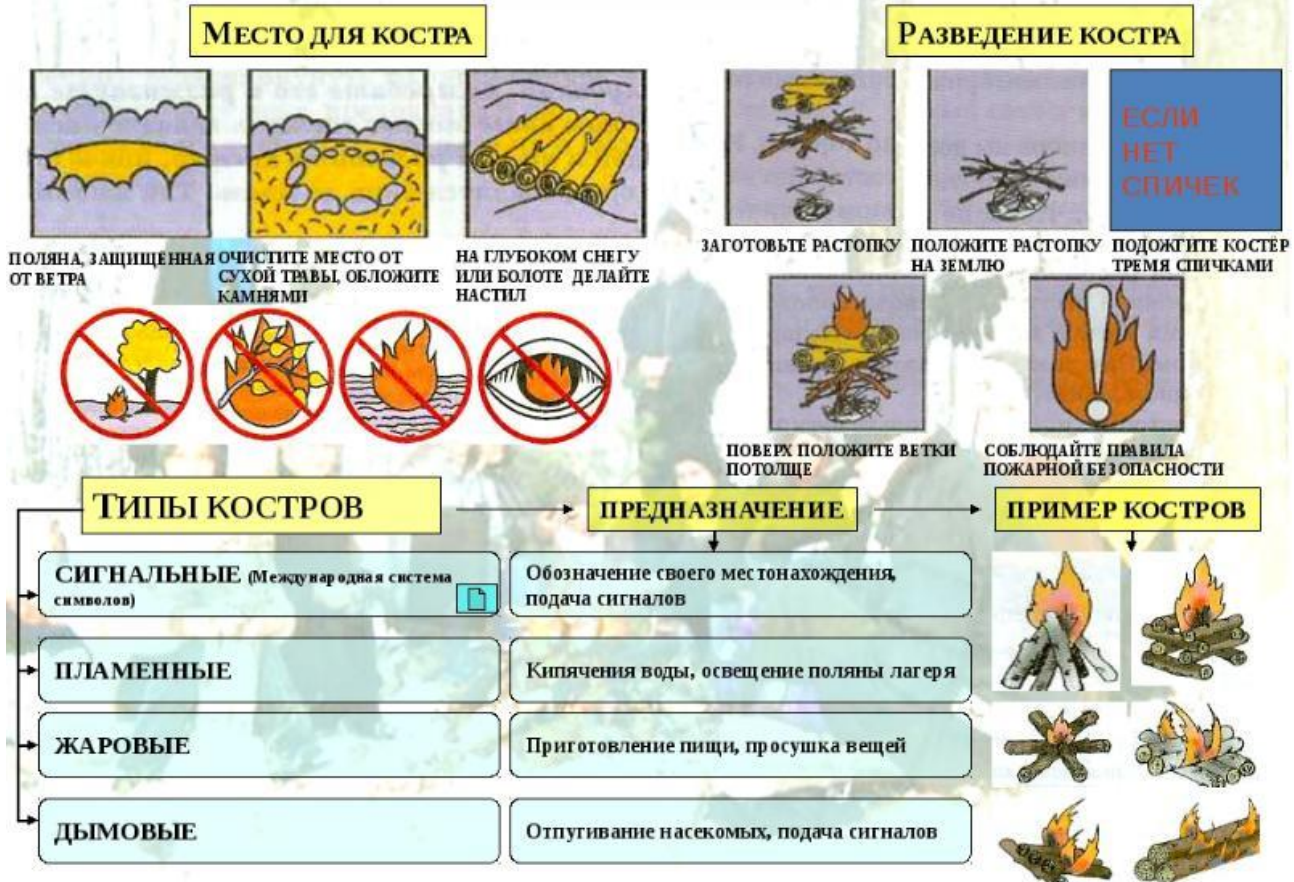 МЕСТО ДЛЯ КОСТРА
ПОЛЯНА, ЗАЩИЩЕННАЯ
ОТ ВЕТРА
ОЧИСТИТЕ МЕСТО ОТ
СУХОЙ ТРАВЫ, ОБЛОЖИТЕ
КАМНЯМИ
НА ГЛУБОКОМ СНЕГУ
ИЛИ БОЛОТЕ ДЕЛАЙТЕ
НАСТИЛ
РАЗВЕДЕНИЕ КОСТРА
ЗАГОТОВЬТЕ РАСТОПКУ
ПОЛОЖИТЕ РАСТОПКУ
НА ЗЕМЛЮ
ЕСЛИ
НЕТ
СПИЧЕК
ПОДОЖГИТЕ КОСТЁР
ТРЕМЯ СПИЧКАМИ
ПОВЕРХ ПОЛОЖИТЕ ВЕТКИ
ПОТОЛЩЕ
СОБЛЮДАЙТЕ ПРАВИЛА
ПОЖАРНОЙ БЕЗОПАСНОСТИ
ТИПЫ КОСТРОВ
ПРЕДНАЗНАЧЕНИЕ
ПРИМЕР КОСТРОВ
СИГНАЛЬНЫЕ (Международная система
символов)
Обозначение своего местонахождения,
подача сигналов
ПЛАМЕННЫЕ
Кипячения воды, освещение поляны лагеря
ЖАРОВЫЕ
Приготовление пищи, просушка вещей
ДЫМОВЫЕ
Отпугивание насекомых, подача сигналов